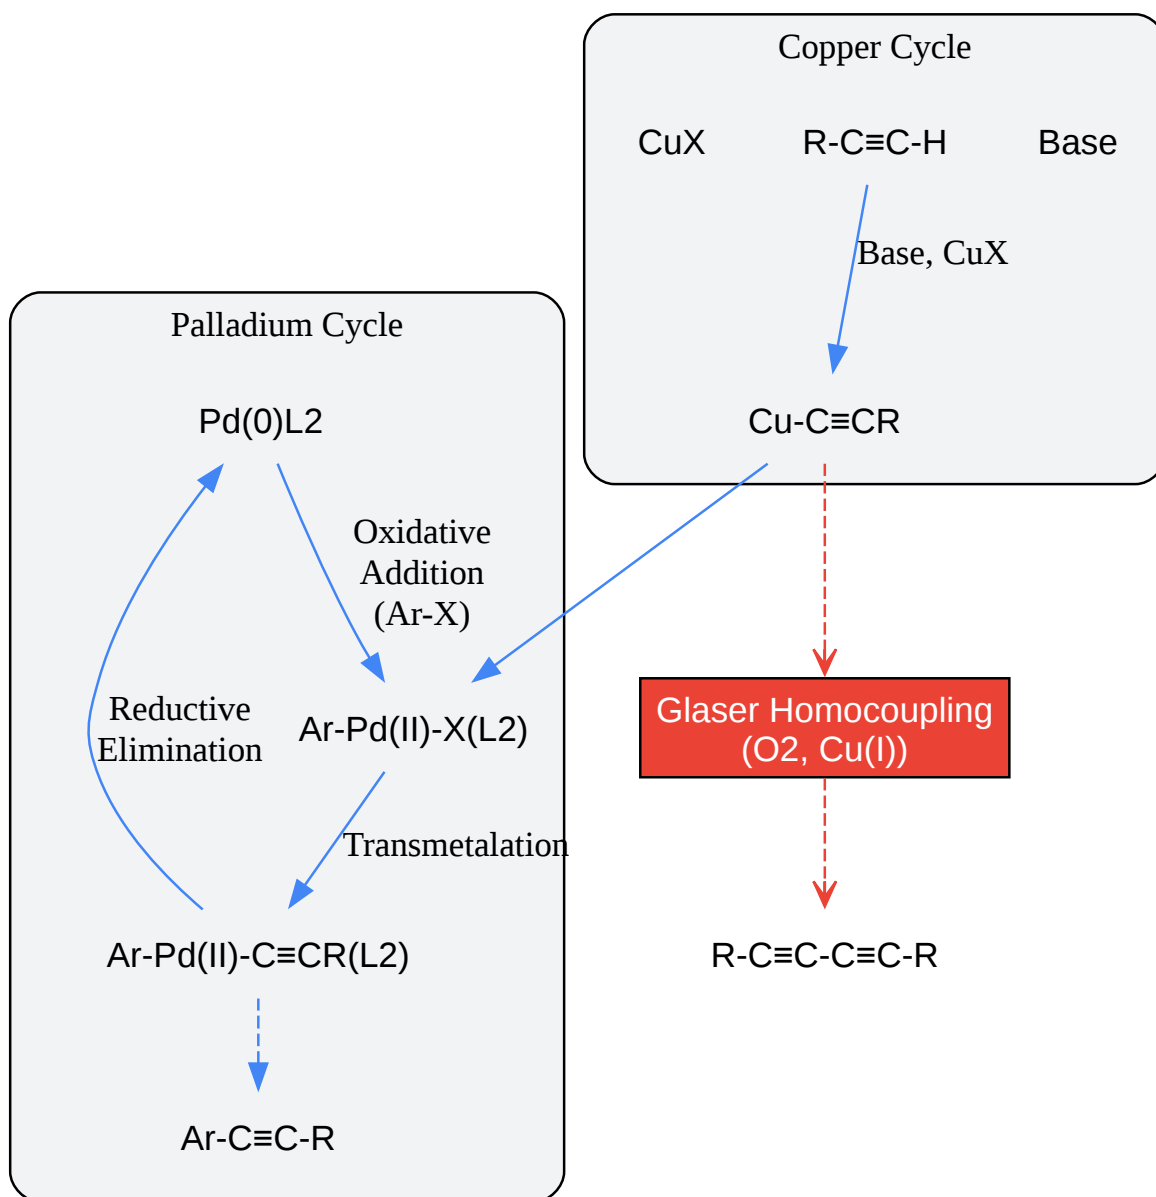 Copper Cycle
CuX
R-C≡C-H
Base
Base, CuX
Cu-C≡CR
Palladium Cycle
Pd(0)L2
Oxidative
Addition
(Ar-X)
Reductive
Elimination
Ar-Pd(II)-X(L2)
Transmetalation
Ar-Pd(II)-C≡CR(L2)
Ar-C≡C-R
Glaser Homocoupling
(O2, Cu(I))
R-C≡C-C≡C-R